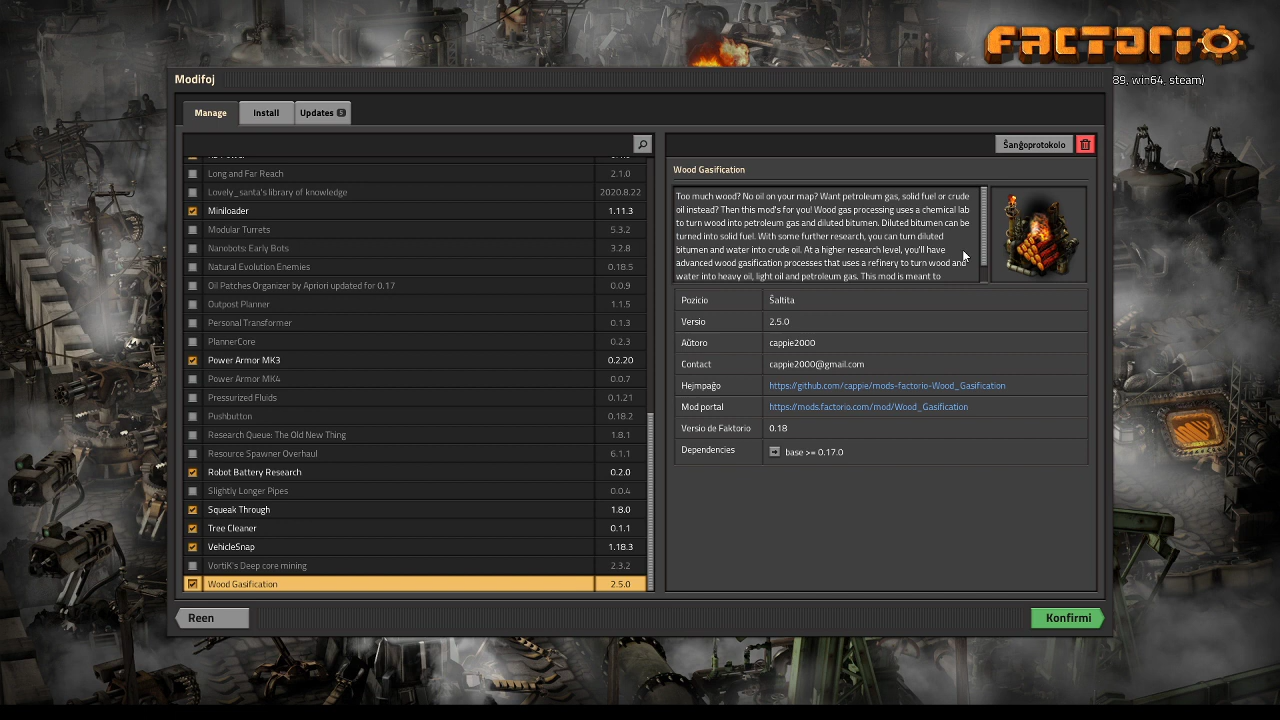 FACTORIO
89, win64, steam)
Modifoj
Manage
Install
Updates 5
Ŝanĝoprotokolo
Long and Far Reach 2.1.0
Lovely_santa's library of knowledge 2020.8.22
Miniloader 1.11.3
Modular Turrets 5.3.2
Nanobots: Early Bots 3.2.8
Natural Evolution Enemies 0.18.5
Oil Patches Organizer by Apriori updated for 0.17 0.0.9
Outpost Planner 1.1.5
Personal Transformer 0.1.3
PlannerCore 0.2.3
Power Armor MK3 0.2.20
Power Armor MK4 0.0.7
Pressurized Fluids 0.1.21
Pushbutton 0.18.2
Research Queue: The Old New Thing 1.8.1
Resource Spawner Overhaul 6.1.1
Robot Battery Research 0.2.0
Slightly Longer Pipes 0.0.4
Squeak Through 1.8.0
Tree Cleaner 0.1.1
VehicleSnap 1.18.3
VortiK's Deep core mining 2.3.2
Wood Gasification 2.5.0
Wood Gasification
Too much wood? No oil on your map? Want petroleum gas, solid fuel or crude
oil instead? Then this mod's for you! Wood gas processing uses a chemical lab
to turn wood into petroleum gas and diluted bitumen. Diluted bitumen can be
turned into solid fuel. With some further research, you can turn diluted
bitumen and water into crude oil. At a higher research level, you'll have
advanced wood gasification processes that uses a refinery to turn wood and
water into heavy oil, light oil and petroleum gas. This mod is meant to
Pozicio Ŝaltita
Versio 2.5.0
Aŭtoro cappie2000
Contact cappie2000@gmail.com
Hejmpaĝo https://github.com/cappie/mods-factorio-Wood_Gasification
Mod portal https://mods.factorio.com/mod/Wood_Gasification
Versio de Faktorio 0.18
Dependencies base >= 0.17.0
Reen
Konfirmi